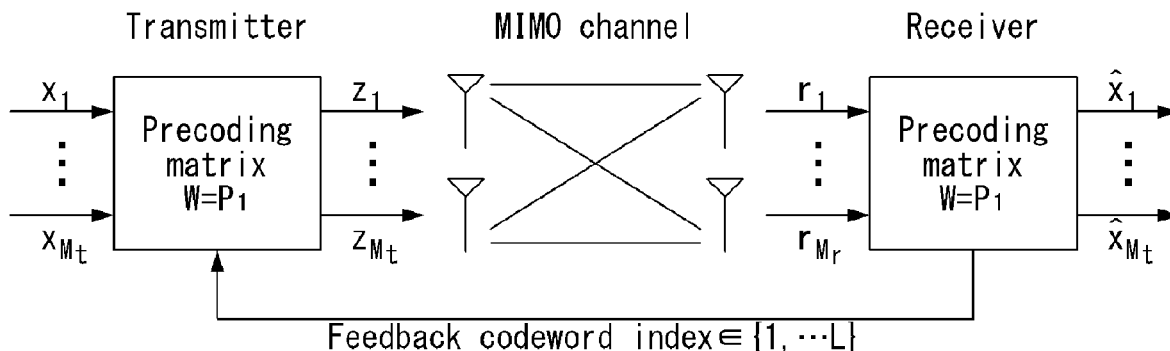 Transmitter MIMO channel Receiver
x1 z1 r1 x̂1
Precoding
matrix
W=P1
Precoding
matrix
W=P1
xMt zMt rMr x̂Mt
Feedback codeword index∈{1, ⋯L}